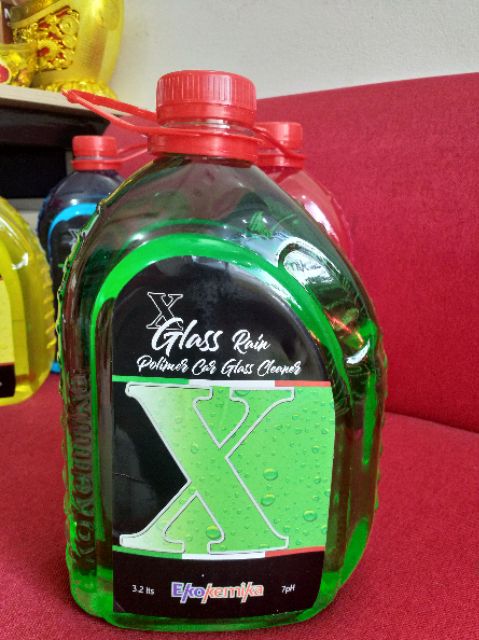 X
Glass Rain
Polimer Car Glass Cleaner
X
3.2 lts Ekokemika 7pH